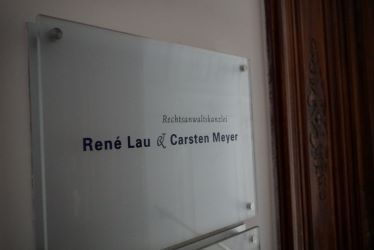 Rechtsanwaltskanzlei
René Lau & Carsten Meyer